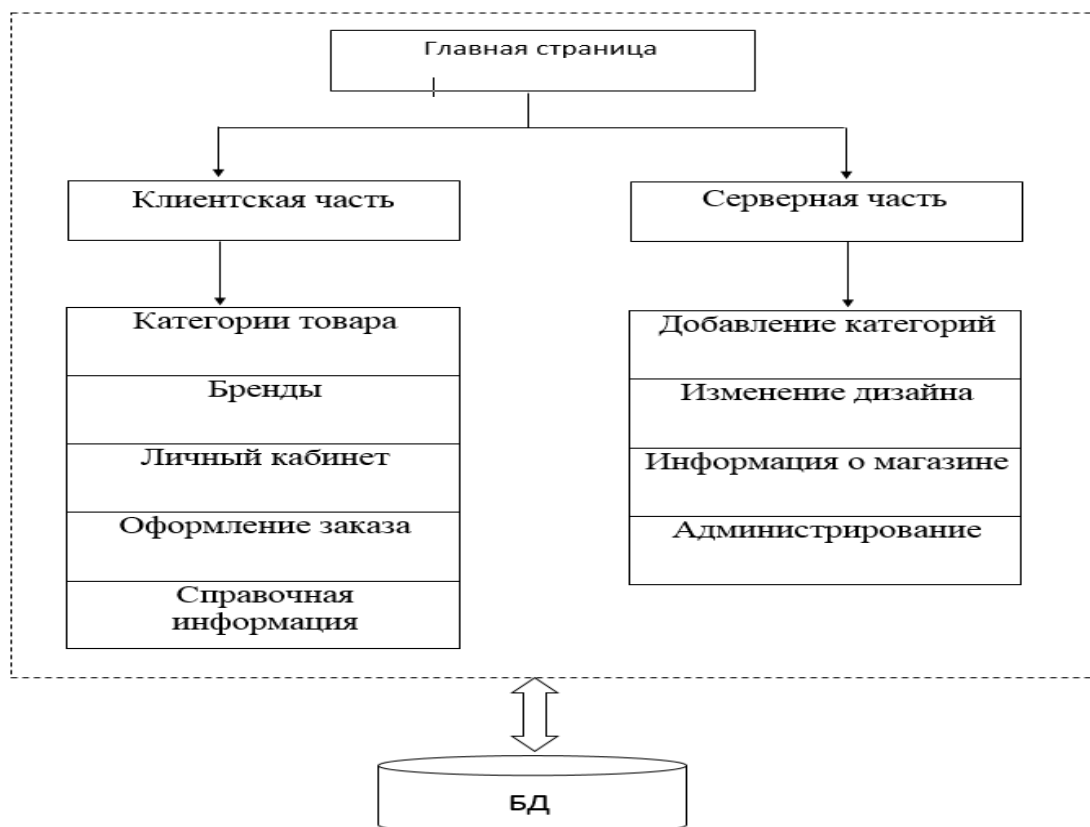 Главная страница
Клиентская часть
Серверная часть
Категории товара
Бренды
Личный кабинет
Оформление заказа
Справочная
информация
Добавление категорий
Изменение дизайна
Информация о магазине
Администрирование
БД